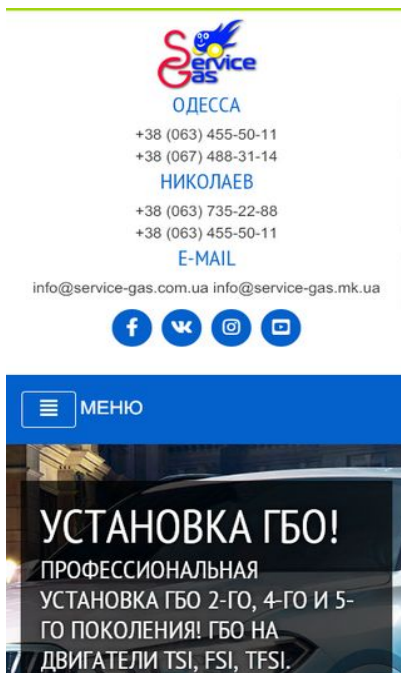 Service
Gas
ОДЕССА
+38 (063) 455-50-11
+38 (067) 488-31-14
НИКОЛАЕВ
+38 (063) 735-22-88
+38 (063) 455-50-11
E-MAIL
info@service-gas.com.ua info@service-gas.mk.ua
МЕНЮ
УСТАНОВКА ГБО!
ПРОФЕССИОНАЛЬНАЯ
УСТАНОВКА ГБО 2-ГО, 4-ГО И 5-
ГО ПОКОЛЕНИЯ! ГБО НА
ДВИГАТЕЛИ TSI, FSI, TFSI.